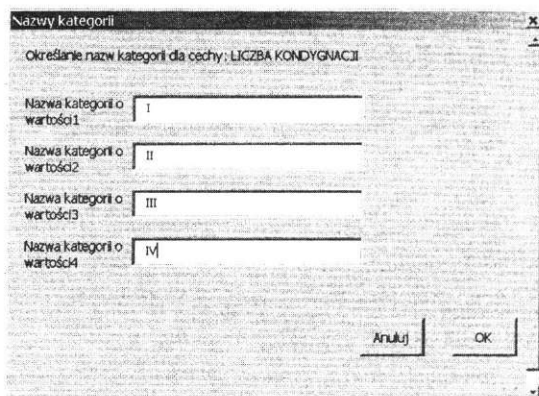 Nazwy kategorii
Określanie nazw kategorii dla cechy: LICZBA KONDYGNACJI
Nazwa kategorii o
wartości1
I
Nazwa kategorii o
wartości2
II
Nazwa kategorii o
wartości3
III
Nazwa kategorii o
wartości4
IV
Anuluj
OK